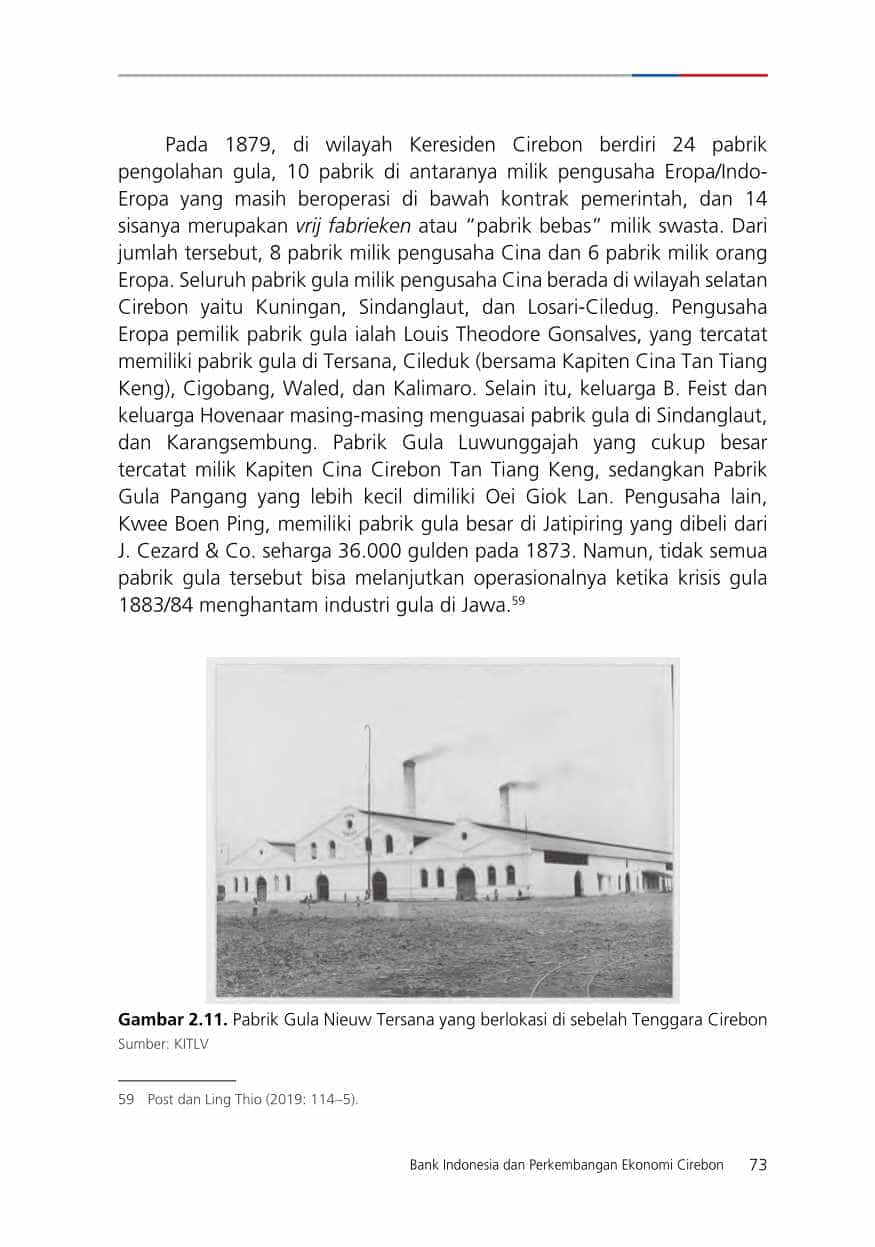 Pada 1879, di wilayah Keresiden Cirebon berdiri 24 pabrik
pengolahan gula, 10 pabrik di antaranya milik pengusaha Eropa/Indo-
Eropa yang masih beroperasi di bawah kontrak pemerintah, dan 14
sisanya merupakan vrij fabrieken atau “pabrik bebas” milik swasta. Dari
jumlah tersebut, 8 pabrik milik pengusaha Cina dan 6 pabrik milik orang
Eropa. Seluruh pabrik gula milik pengusaha Cina berada di wilayah selatan
Cirebon yaitu Kuningan, Sindanglaut, dan Losari-Ciledug. Pengusaha
Eropa pemilik pabrik gula ialah Louis Theodore Gonsalves, yang tercatat
memiliki pabrik gula di Tersana, Cileduk (bersama Kapiten Cina Tan Tiang
Keng), Cigobang, Waled, dan Kalimaro. Selain itu, keluarga B. Feist dan
keluarga Hovenaar masing-masing menguasai pabrik gula di Sindanglaut,
dan Karangsembung. Pabrik Gula Luwunggajah yang cukup besar
tercatat milik Kapiten Cina Cirebon Tan Tiang Keng, sedangkan Pabrik
Gula Pangang yang lebih kecil dimiliki Oei Giok Lan. Pengusaha lain,
Kwee Boen Ping, memiliki pabrik gula besar di Jatipiring yang dibeli dari
J. Cezard & Co. seharga 36.000 gulden pada 1873. Namun, tidak semua
pabrik gula tersebut bisa melanjutkan operasionalnya ketika krisis gula
1883/84 menghantam industri gula di Jawa.59
Gambar 2.11. Pabrik Gula Nieuw Tersana yang berlokasi di sebelah Tenggara Cirebon
Sumber: KITLV
59 Post dan Ling Thio (2019: 114–5).
Bank Indonesia dan Perkembangan Ekonomi Cirebon 73